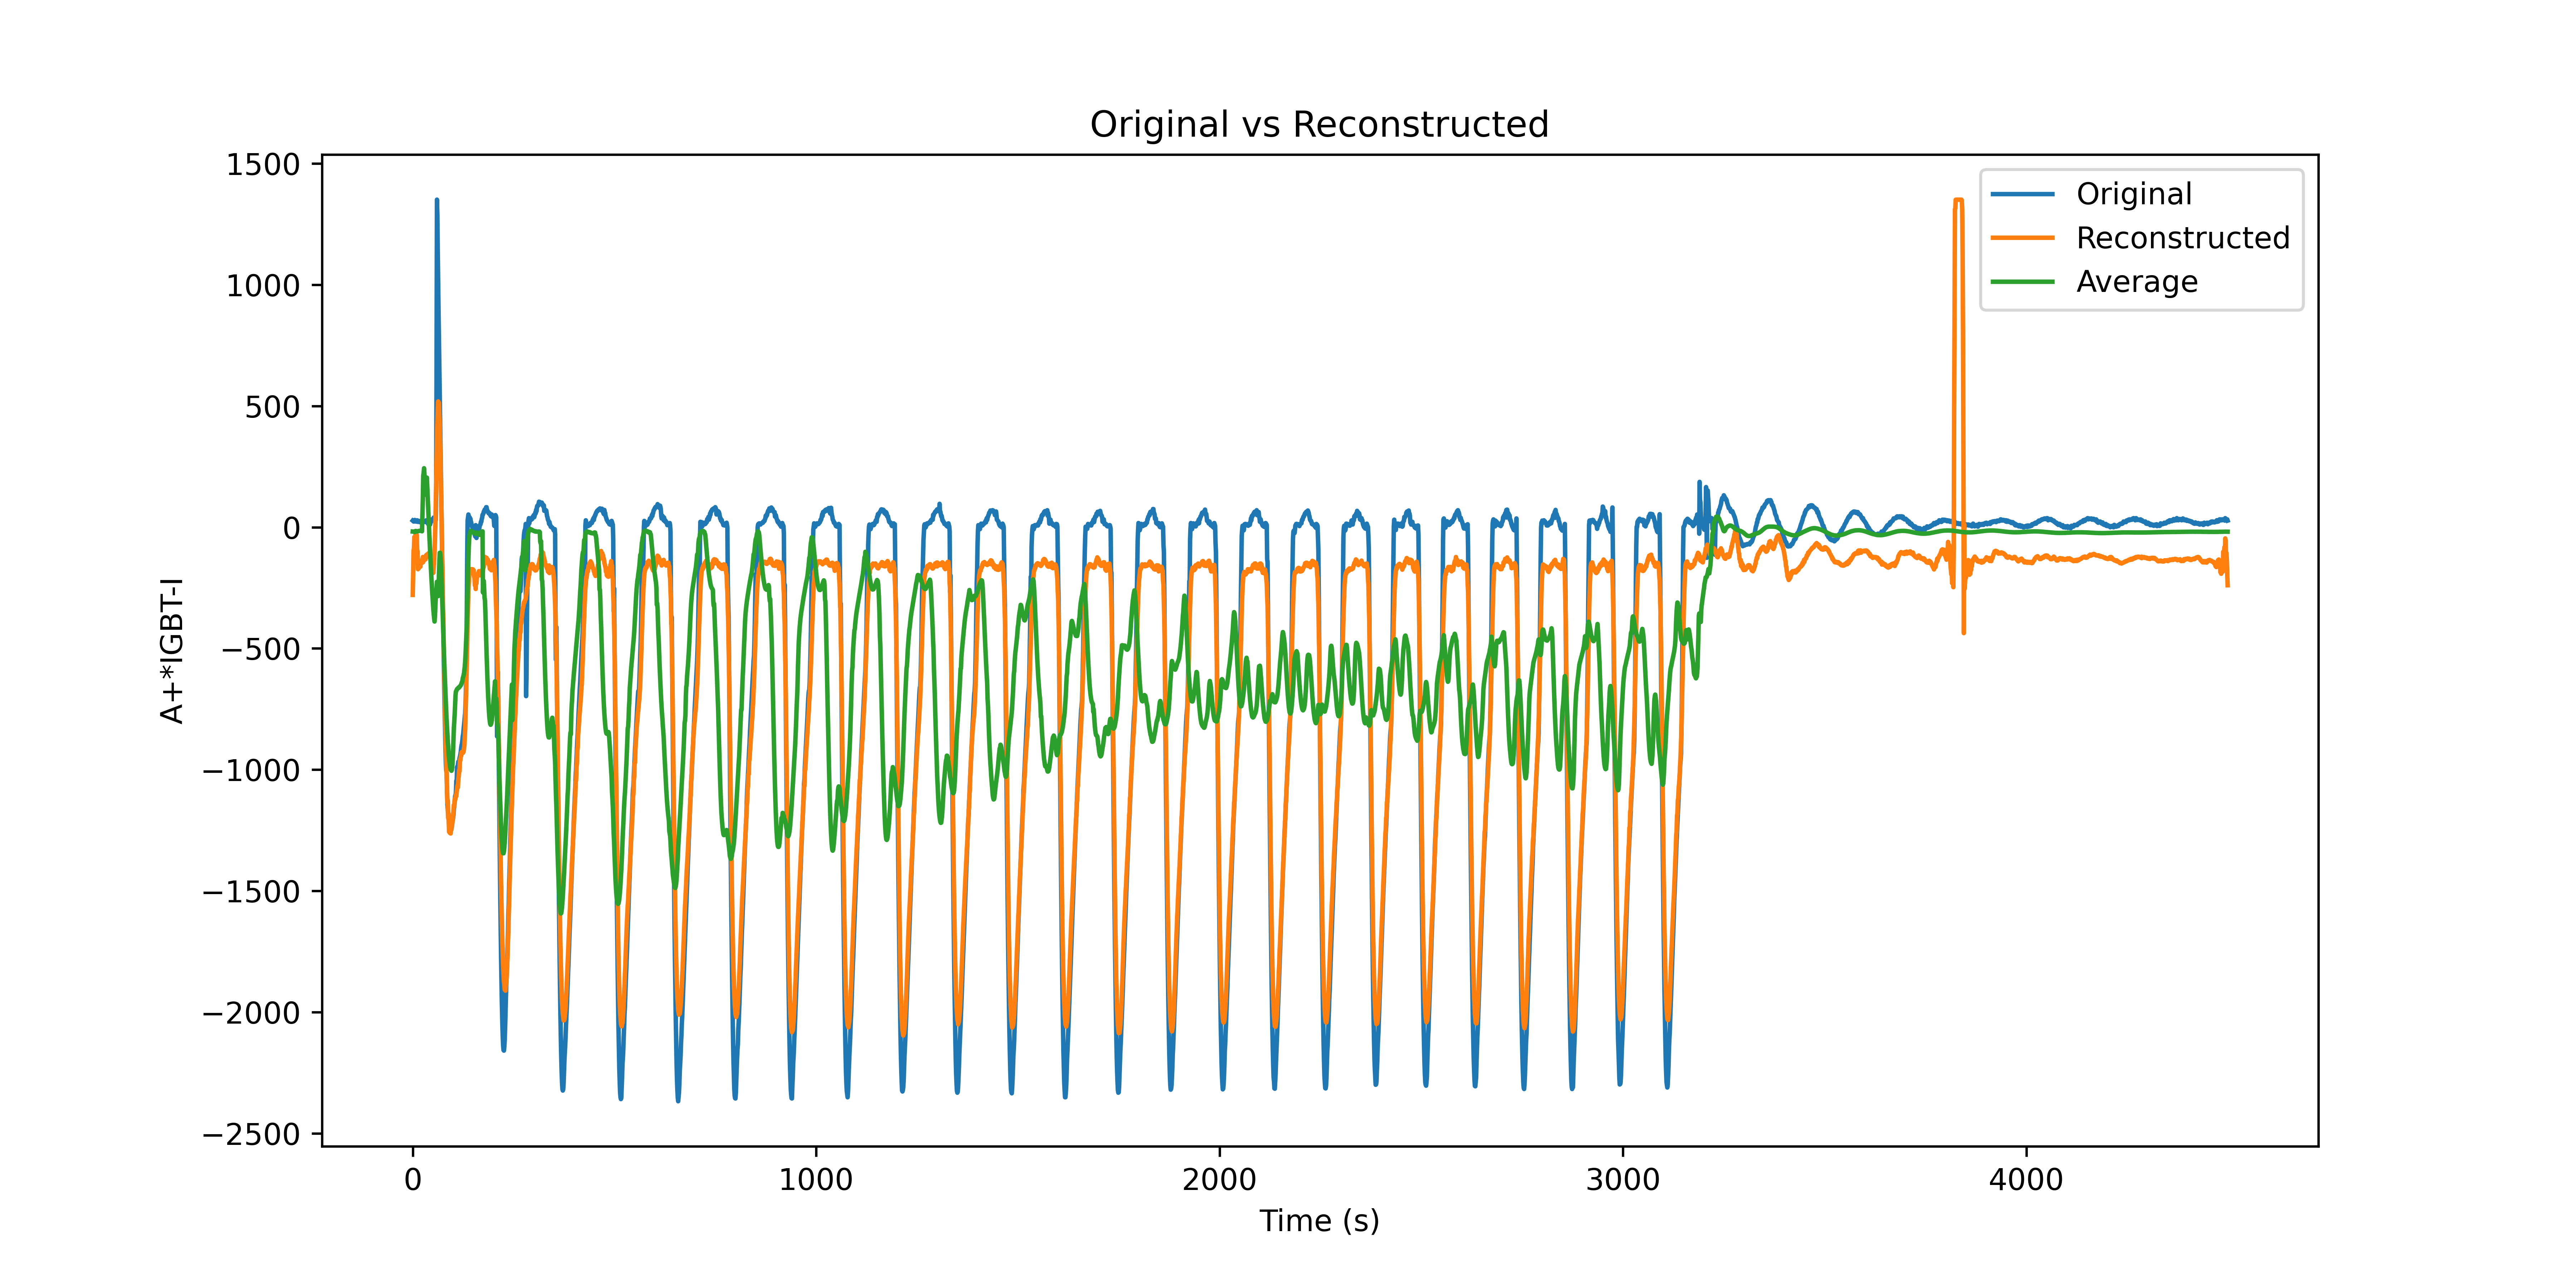 Original vs Reconstructed
1500
1000
500
0
−500
−1000
−1500
−2000
−2500
A+*IGBT-I
Original
Reconstructed
Average
0 1000 2000 3000 4000
Time (s)